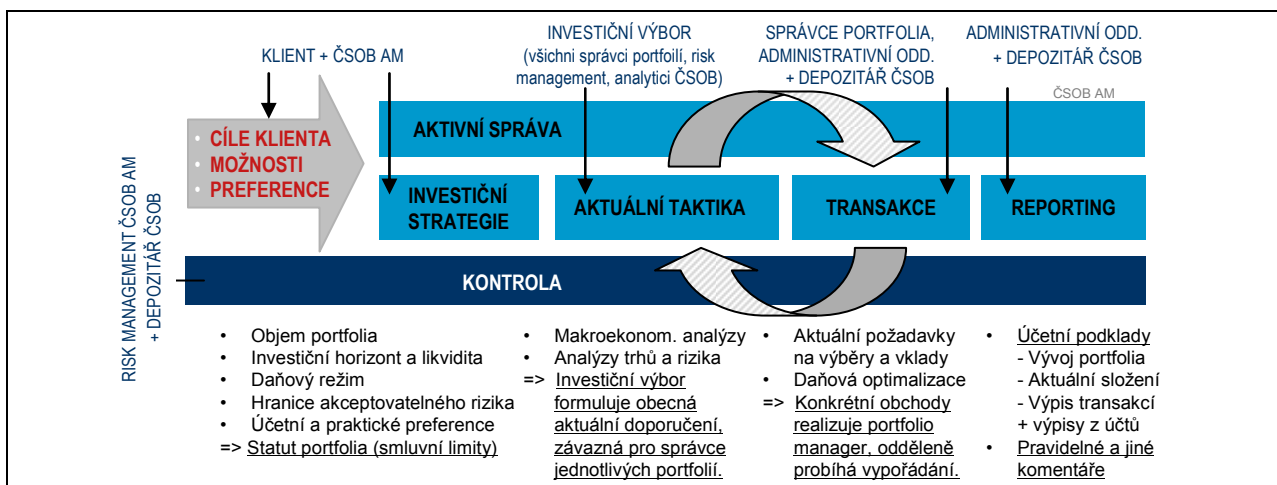 KLIENT + ČSOB AM
INVESTIČNÍ VÝBOR
(všichni správci portfoilí, risk
management, analytici ČSOB)
SPRÁVCE PORTFOLIA,
ADMINISTRATIVNÍ ODD.
+ DEPOZITÁŘ ČSOB
ADMINISTRATIVNÍ ODD.
+ DEPOZITÁŘ ČSOB
ČSOB AM
• CÍLE KLIENTA
• MOŽNOSTI
• PREFERENCE
AKTIVNÍ SPRÁVA
INVESTIČNÍ
STRATEGIE
AKTUÁLNÍ TAKTIKA
TRANSAKCE
REPORTING
KONTROLA
RISK MANAGEMENT ČSOB AM
+ DEPOZITÁŘ ČSOB
• Objem portfolia
• Investiční horizont a likvidita
• Daňový režim
• Hranice akceptovatelného rizika
• Účetní a praktické preference
=> Statut portfolia (smluvní limity)
• Makroekonom. analýzy
• Analýzy trhů a rizika
=> Investiční výbor
formuluje obecná
aktuální doporučení,
závazná pro správce
jednotlivých portfolií.
• Aktuální požadavky
na výběry a vklady
• Daňová optimalizace
=> Konkrétní obchody
realizuje portfolio
manager, odděleně
probíhá vypořádání.
• Účetní podklady
- Vývoj portfolia
- Aktuální složení
- Výpis transakcí
+ výpisy z účtů
• Pravidelné a jiné
komentáře